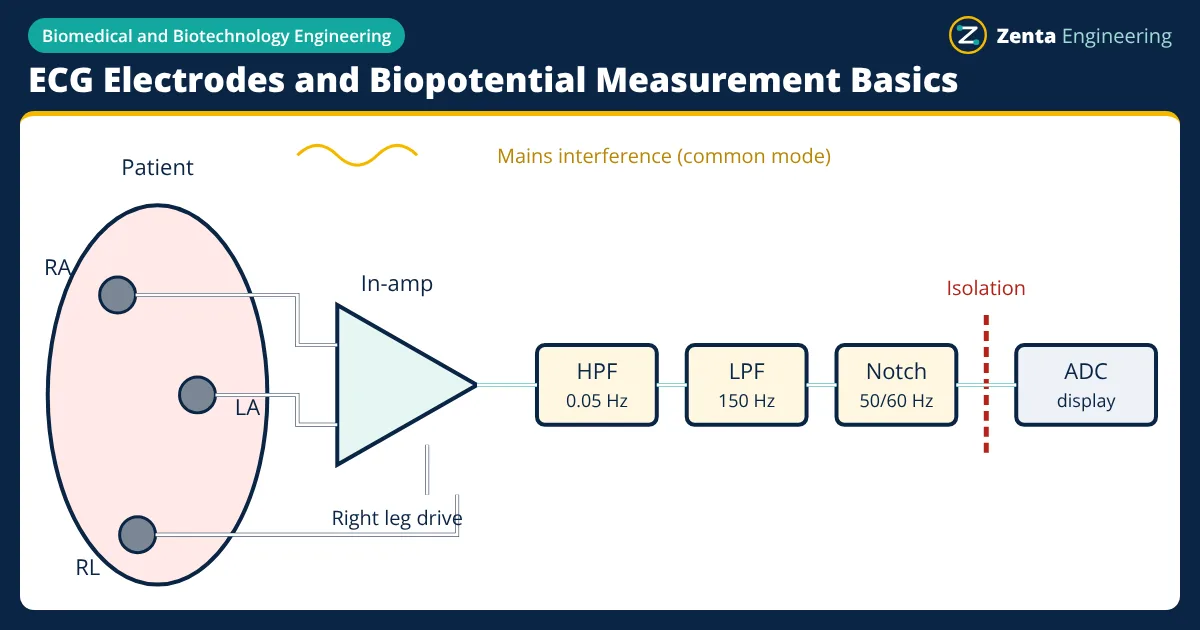 Biomedical and Biotechnology Engineering
Zenta Engineering
ECG Electrodes and Biopotential Measurement Basics
Mains interference (common mode)
Patient
RA
In-amp
Isolation
HPF
0.05 Hz
LPF
150 Hz
Notch
50/60 Hz
ADC
display
LA
Right leg drive
RL